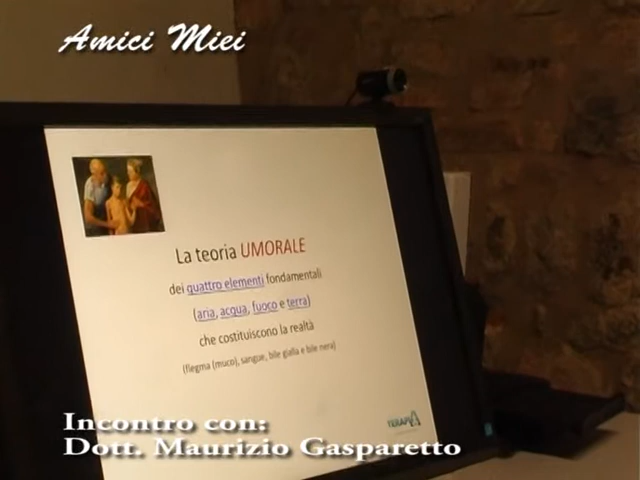 Amici Miei
La teoria UMORALE
dei quattro elementi fondamentali
(aria, acqua, fuoco e terra)
che costituiscono la realtà
(flegma (muco), sangue, bile gialla e bile nera)
TERAPIA
Incontro con:
Dott. Maurizio Gasparetto